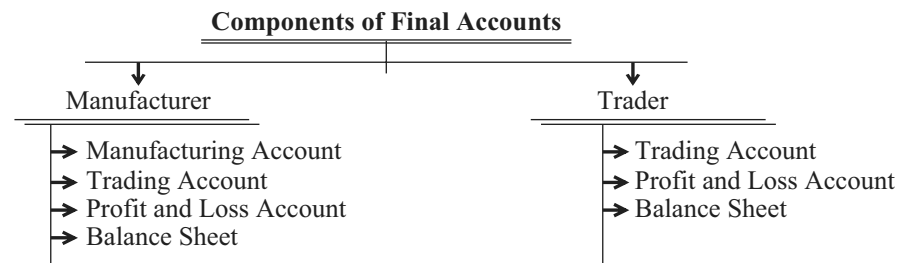 Components of Final Accounts
Manufacturer
Manufacturing Account
Trading Account
Profit and Loss Account
Balance Sheet
Trader
Trading Account
Profit and Loss Account
Balance Sheet